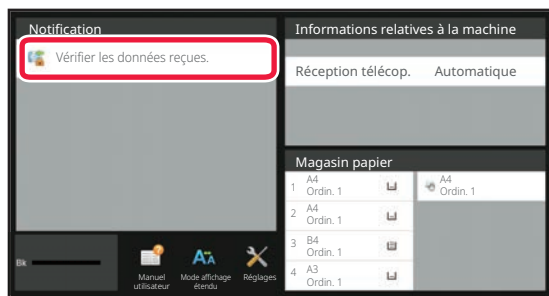 Notification
Vérifier les données reçues.
Informations relatives à la machine
Réception télécop. Automatique
Magasin papier
1 A4
Ordin. 1
2 A4
Ordin. 1
3 B4
Ordin. 1
4 A3
Ordin. 1
A4
Ordin. 1
Bk
Manuel
utilisateur
Mode affichage
étendu
Réglages